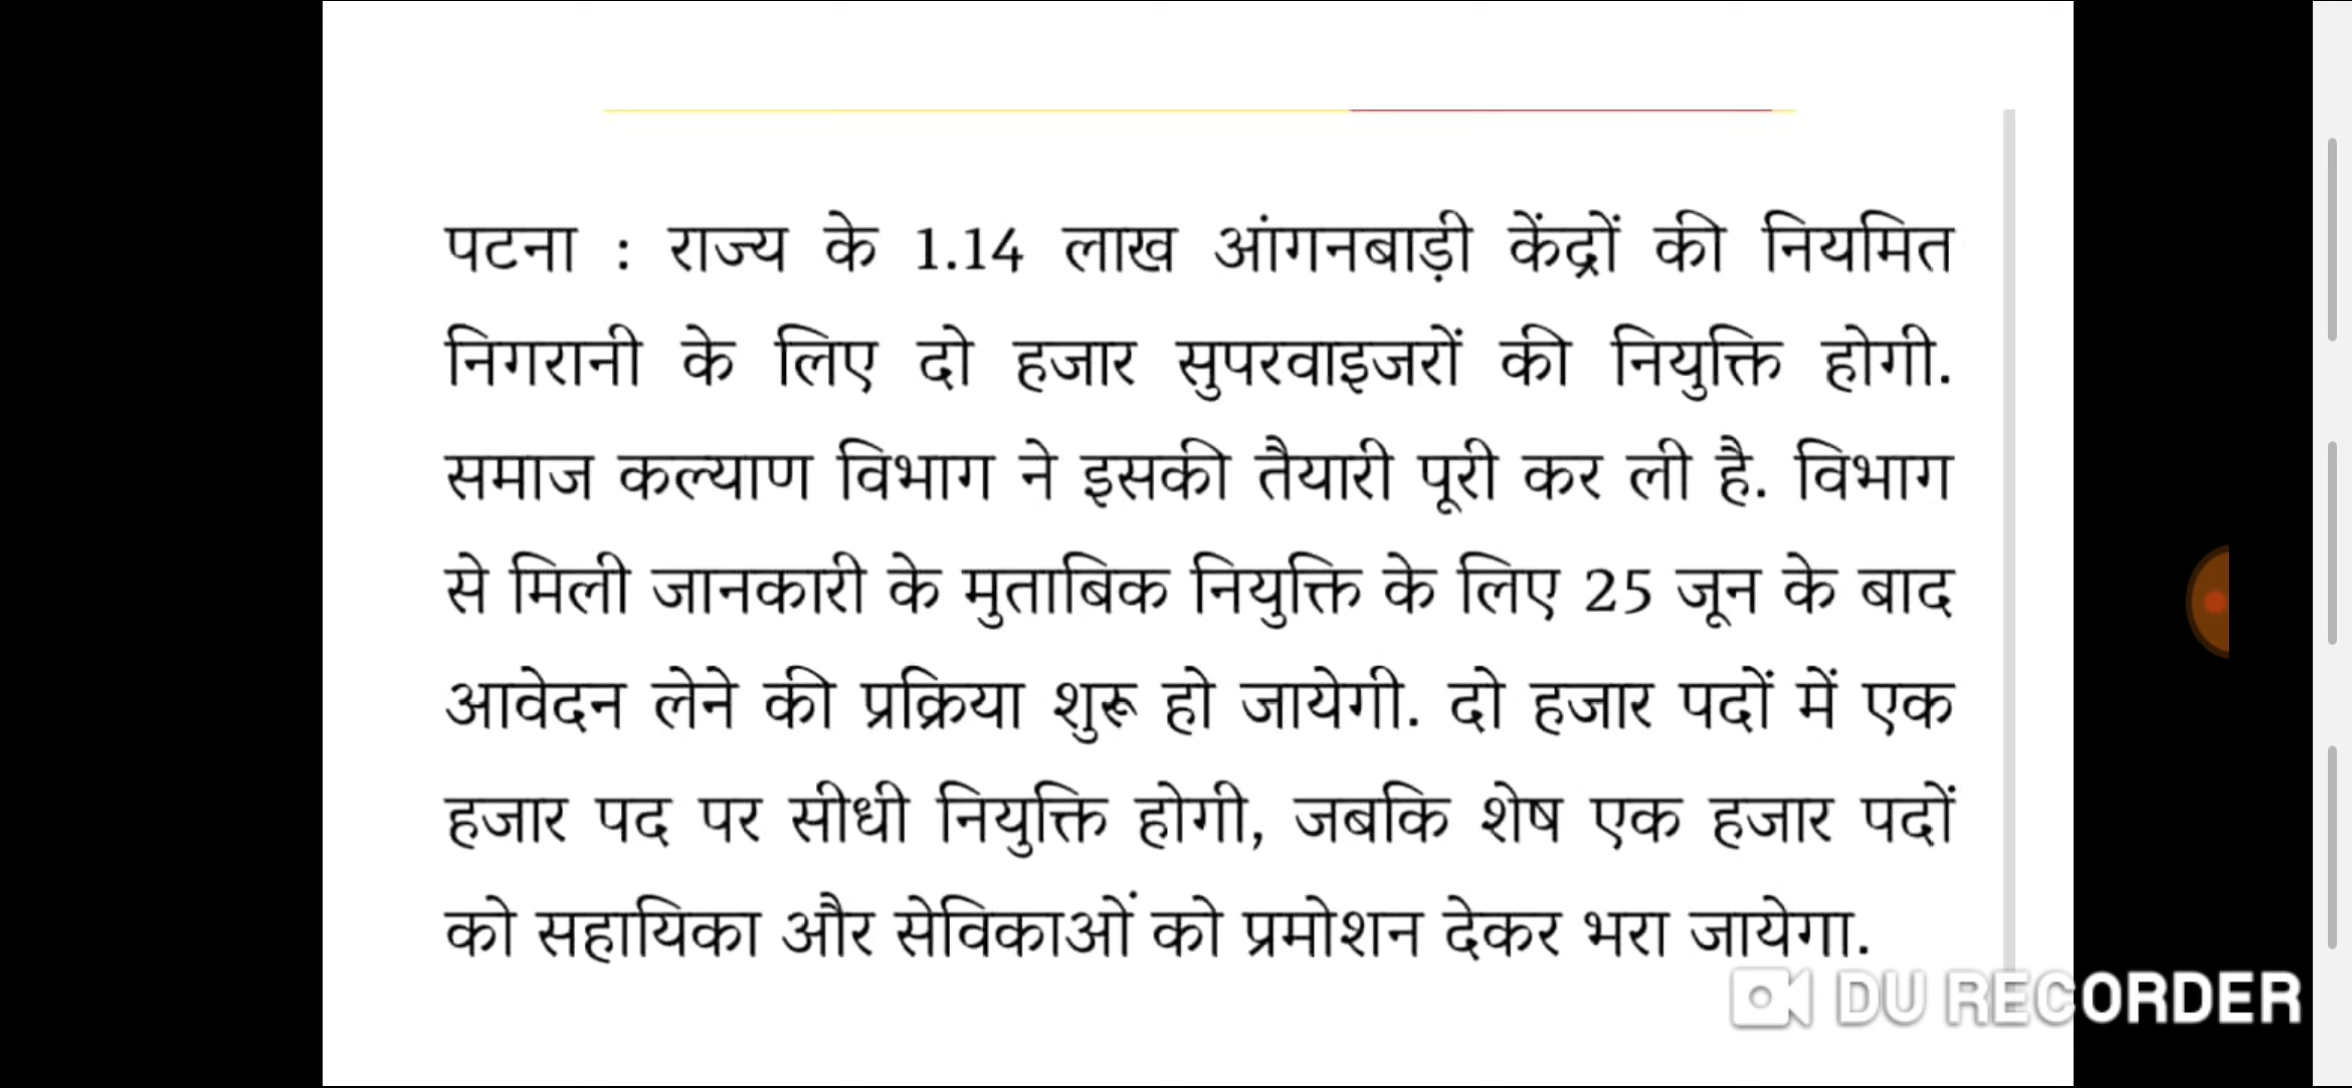 पटना : राज्य के 1.14 लाख आंगनबाड़ी केंद्रों की नियमित
निगरानी के लिए दो हजार सुपरवाइजरों की नियुक्ति होगी.
समाज कल्याण विभाग ने इसकी तैयारी पूरी कर ली है. विभाग
से मिली जानकारी के मुताबिक नियुक्ति के लिए 25 जून के बाद
आवेदन लेने की प्रक्रिया शुरू हो जायेगी. दो हजार पदों में एक
हजार पद पर सीधी नियुक्ति होगी, जबकि शेष एक हजार पदों
को सहायिका और सेविकाओं को प्रमोशन देकर भरा जायेगा.
DU RECORDER